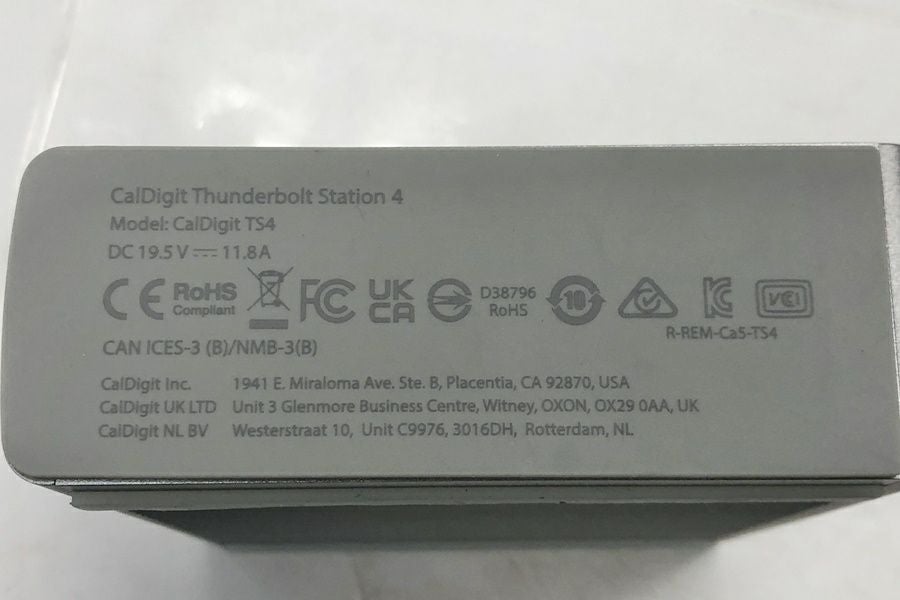 CalDigit Thunderbolt Station 4
Model: CalDigit TS4
DC 19.5 V ⎓ 11.8 A
CE RoHS Compliant FC UK CA D38796 RoHS 10 KC VCI
R-REM-Ca5-TS4
CAN ICES-3 (B)/NMB-3(B)
CalDigit Inc. 1941 E. Miraloma Ave. Ste. B, Placentia, CA 92870, USA
CalDigit UK LTD Unit 3 Glenmore Business Centre, Witney, OXON, OX29 0AA, UK
CalDigit NL BV Westerstraat 10, Unit C9976, 3016DH, Rotterdam, NL